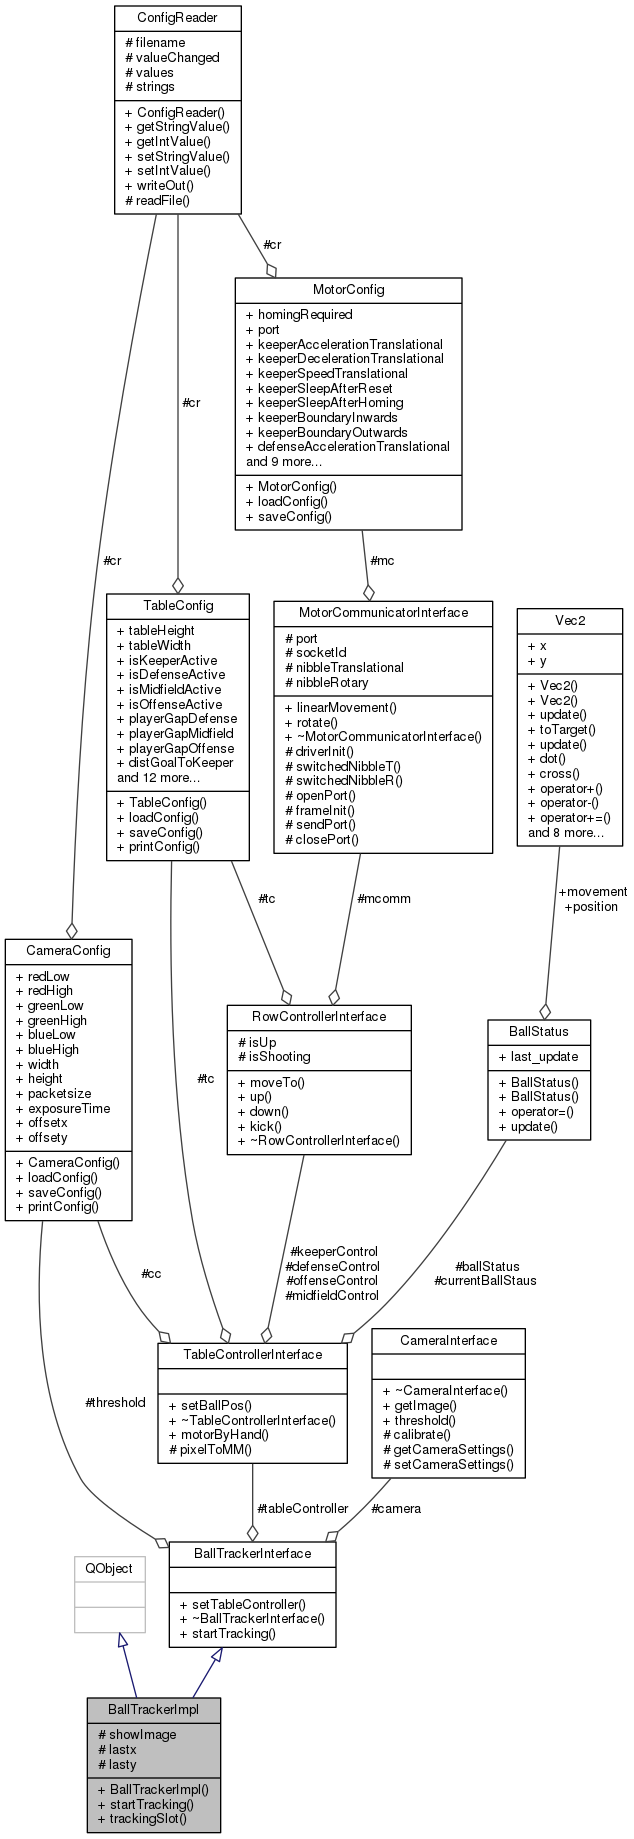 ConfigReader
# filename
# valueChanged
# values
# strings
+ ConfigReader()
+ getStringValue()
+ getIntValue()
+ setStringValue()
+ setIntValue()
+ writeOut()
# readFile()
#cr
MotorConfig
+ homingRequired
+ port
+ keeperAccelerationTranslational
+ keeperDecelerationTranslational
+ keeperSpeedTranslational
+ keeperSleepAfterReset
+ keeperSleepAfterHoming
+ keeperBoundaryInwards
+ keeperBoundaryOutwards
+ defenseAccelerationTranslational
and 9 more...
+ MotorConfig()
+ loadConfig()
+ saveConfig()
#cr
#cr
#mc
TableConfig
+ tableHeight
+ tableWidth
+ isKeeperActive
+ isDefenseActive
+ isMidfieldActive
+ isOffenseActive
+ playerGapDefense
+ playerGapMidfield
+ playerGapOffense
+ distGoalToKeeper
and 12 more...
+ TableConfig()
+ loadConfig()
+ saveConfig()
+ printConfig()
MotorCommunicatorInterface
# port
# socketId
# nibbleTranslational
# nibbleRotary
+ linearMovement()
+ rotate()
+ ~MotorCommunicatorInterface()
# driverInit()
# switchedNibbleT()
# switchedNibbleR()
# openPort()
# frameInit()
# sendPort()
# closePort()
Vec2
+ x
+ y
+ Vec2()
+ Vec2()
+ update()
+ toTarget()
+ update()
+ dot()
+ cross()
+ operator+()
+ operator-()
+ operator+=()
and 8 more...
#tc
#mcomm
+movement
+position
CameraConfig
+ redLow
+ redHigh
+ greenLow
+ greenHigh
+ blueLow
+ blueHigh
+ width
+ height
+ packetsize
+ exposureTime
+ offsetx
+ offsety
+ CameraConfig()
+ loadConfig()
+ saveConfig()
+ printConfig()
RowControllerInterface
# isUp
# isShooting
+ moveTo()
+ up()
+ down()
+ kick()
+ ~RowControllerInterface()
BallStatus
+ last_update
+ BallStatus()
+ BallStatus()
+ operator=()
+ update()
#tc
#cc
#keeperControl
#defenseControl
#offenseControl
#midfieldControl
#ballStatus
#currentBallStaus
TableControllerInterface
+ setBallPos()
+ ~TableControllerInterface()
+ motorByHand()
# pixelToMM()
CameraInterface
+ ~CameraInterface()
+ getImage()
+ threshold()
# calibrate()
# getCameraSettings()
# setCameraSettings()
#threshold
#tableController
#camera
BallTrackerInterface
+ setTableController()
+ ~BallTrackerInterface()
+ startTracking()
QObject
BallTrackerImpl
# showImage
# lastx
# lasty
+ BallTrackerImpl()
+ startTracking()
+ trackingSlot()